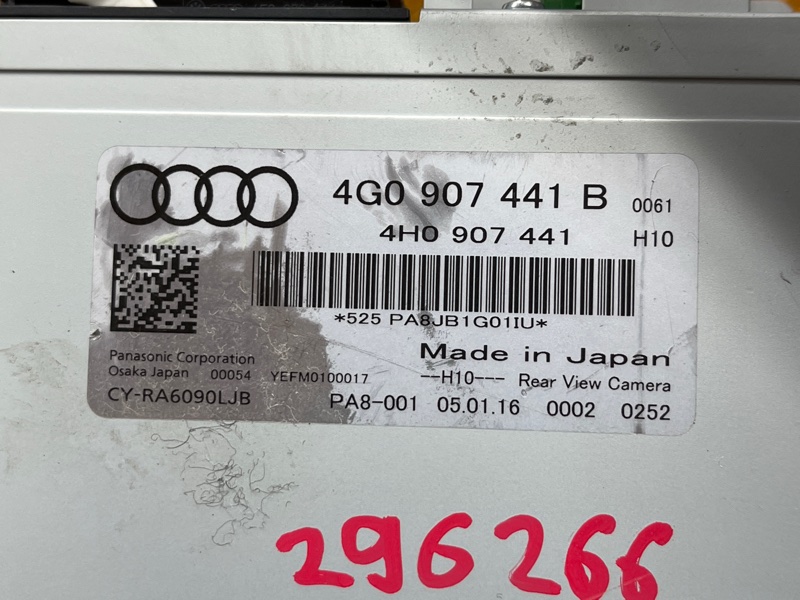 4G0 907 441 B 0061
4H0 907 441 H10
*525 PA8JB1G01IU*
Made in Japan
Panasonic Corporation
Osaka Japan 00054 YEFM0100017 --H10--- Rear View Camera
CY-RA6090LJB PA8-001 05.01.16 0002 0252
296266